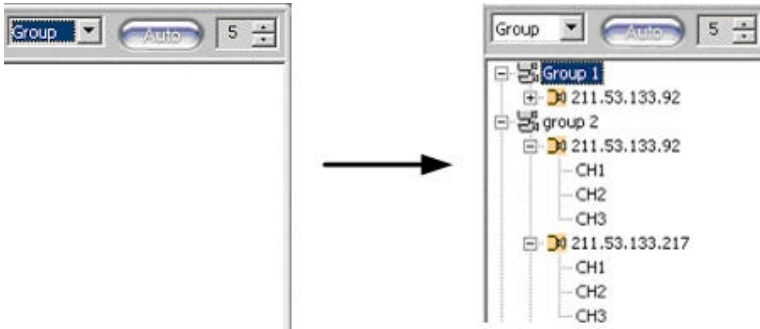 Group Auto 5
Group Auto 5
Group 1
211.53.133.92
group 2
211.53.133.92
CH1
CH2
CH3
211.53.133.217
CH1
CH2
CH3